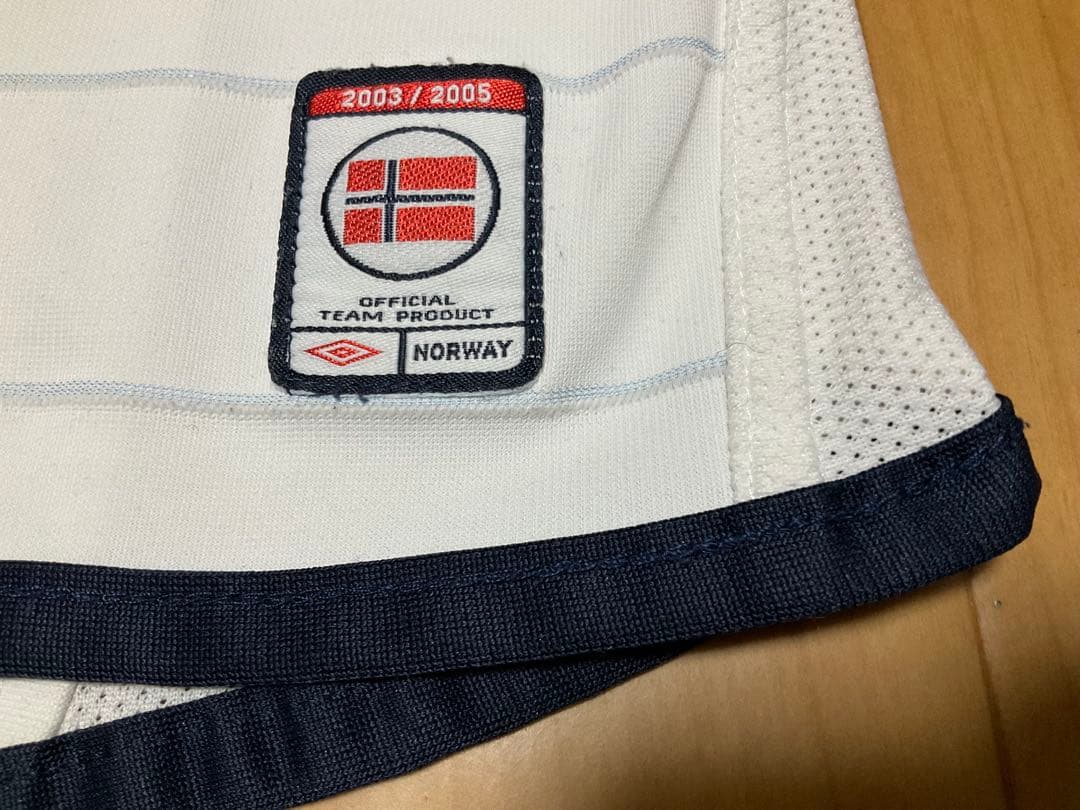 2003 / 2005
OFFICIAL
TEAM PRODUCT
NORWAY